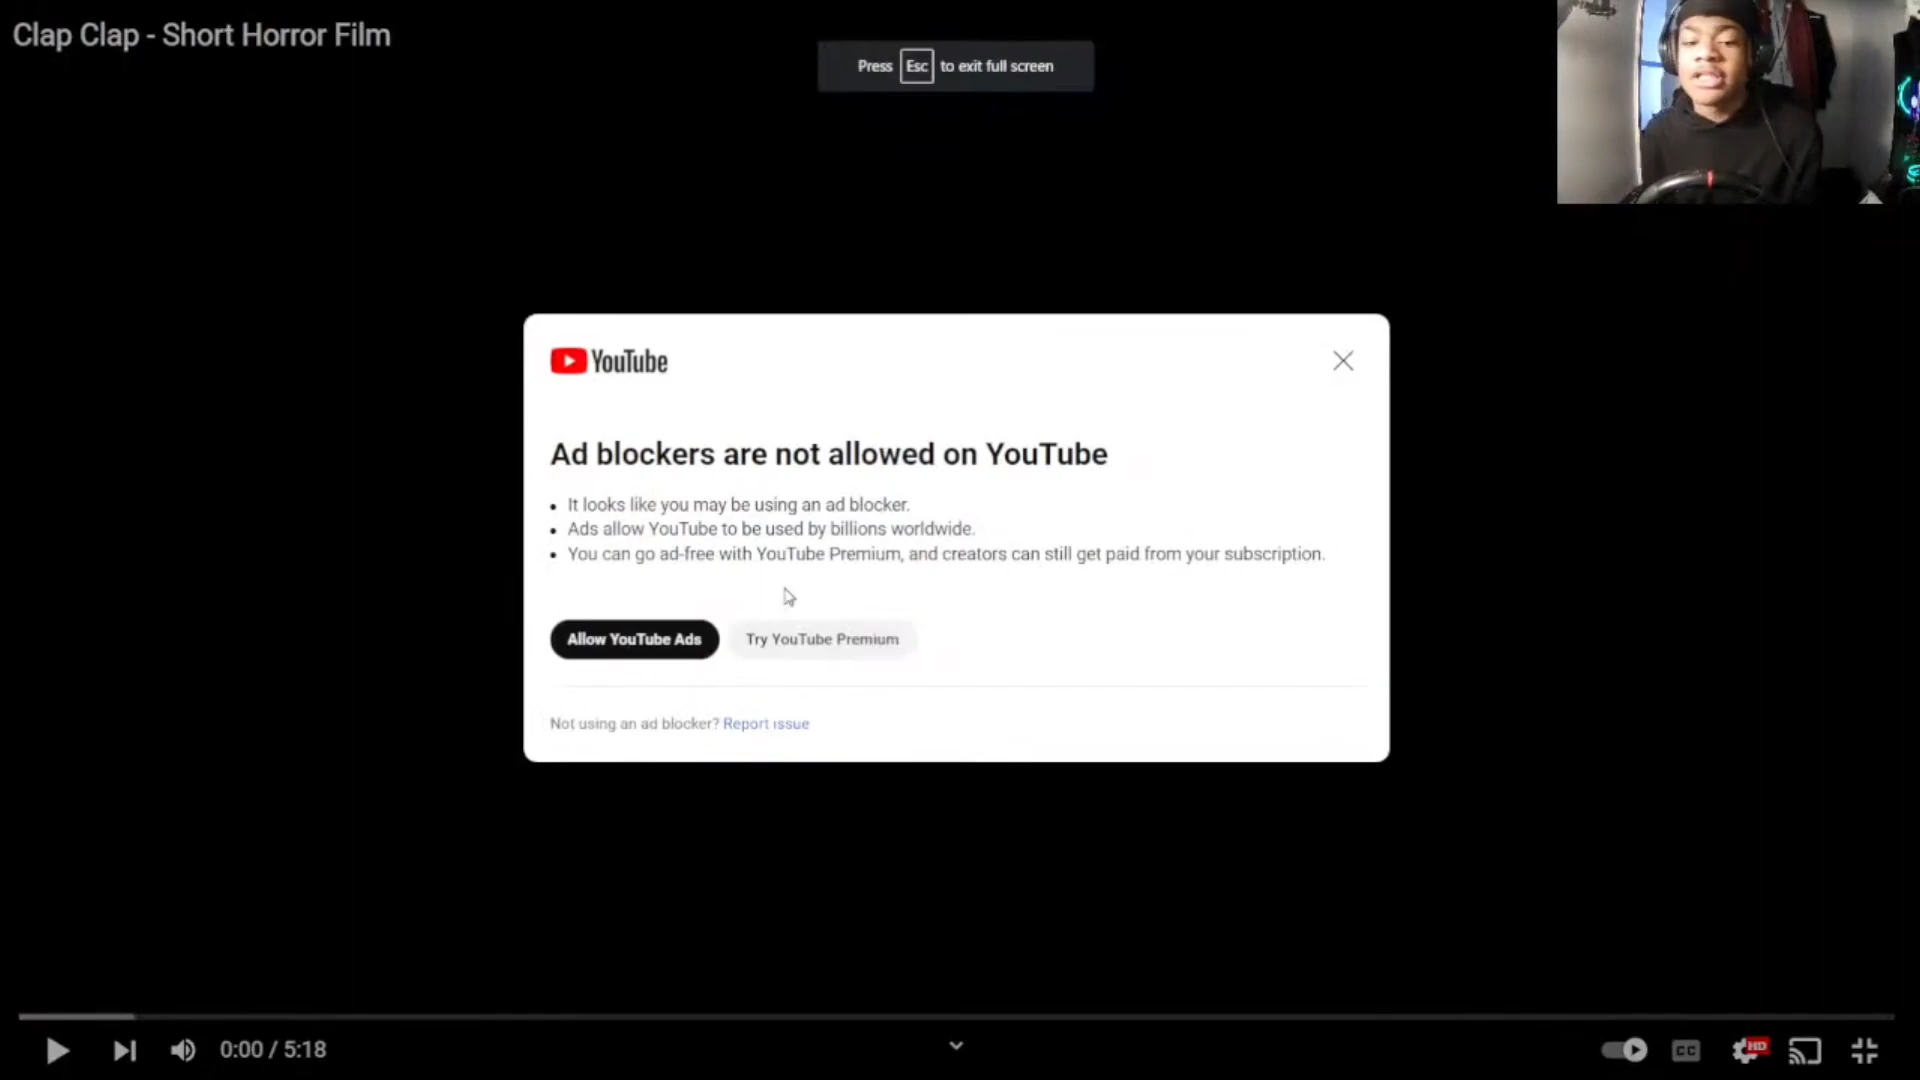 Clap Clap - Short Horror Film
Press Esc to exit full screen
YouTube
Ad blockers are not allowed on YouTube
It looks like you may be using an ad blocker.
Ads allow YouTube to be used by billions worldwide.
You can go ad-free with YouTube Premium, and creators can still get paid from your subscription.
Allow YouTube Ads
Try YouTube Premium
Not using an ad blocker? Report issue
0:00 / 5:18
CC
HD